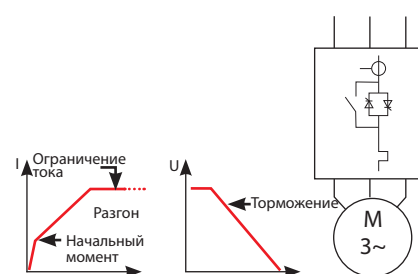 I
Ограничение
тока
Разгон
Начальный
момент
U
Торможение
M
3~